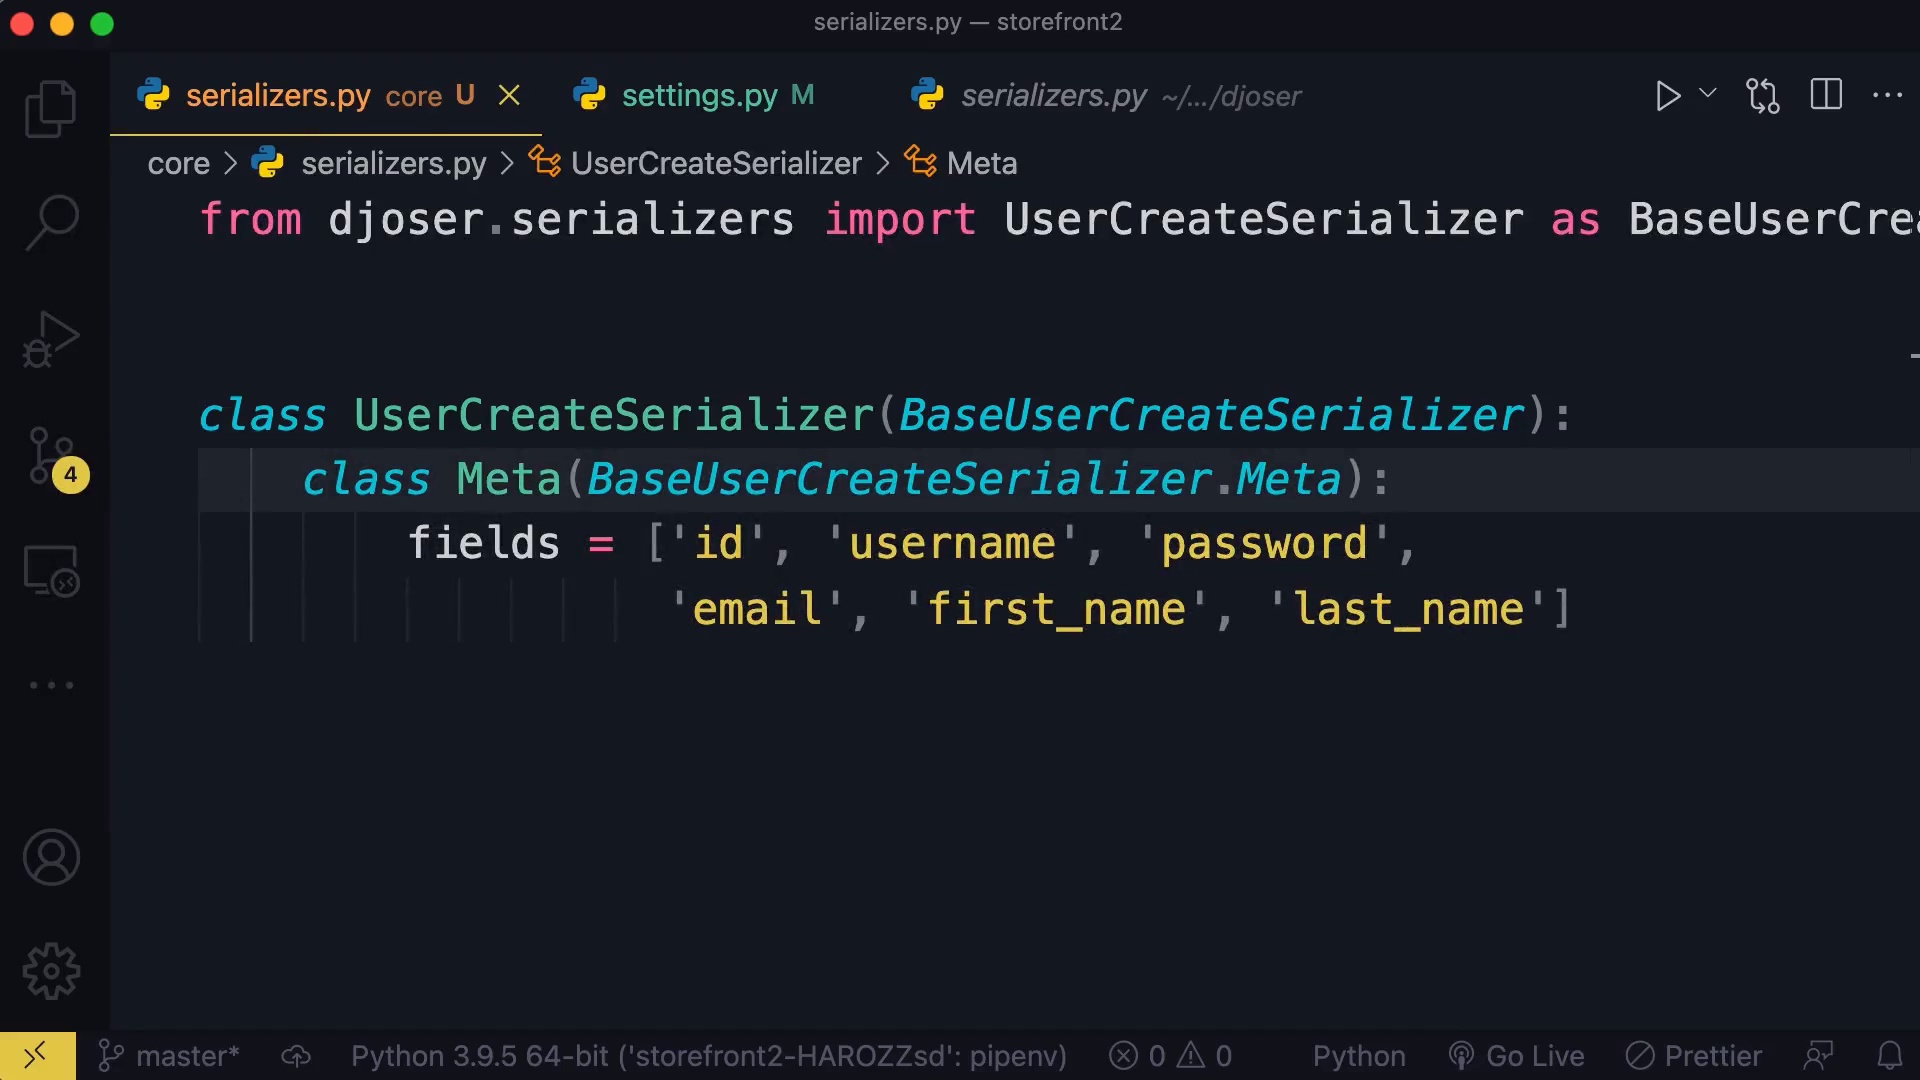 serializers.py — storefront2
serializers.py core U settings.py M serializers.py ~/.../djoser
core > serializers.py > UserCreateSerializer > Meta
from djoser.serializers import UserCreateSerializer as BaseUserCrea
class UserCreateSerializer(BaseUserCreateSerializer):
class Meta(BaseUserCreateSerializer.Meta):
fields = ['id', 'username', 'password',
'email', 'first_name', 'last_name']
4
master* Python 3.9.5 64-bit ('storefront2-HAROZZsd': pipenv) 0 0 Python Go Live Prettier